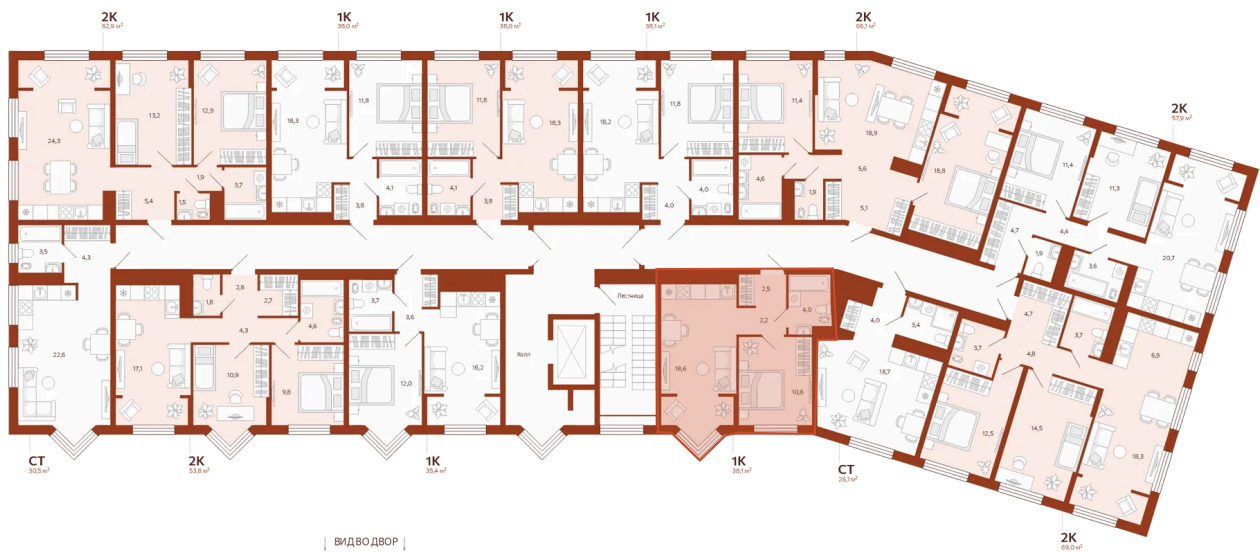 2К
62,9 м²
1К
38,0 м²
1К
38,0 м²
1К
38,1 м²
2К
66,1 м²
2К
57,9 м²
24,3
13,2
12,9
18,3
11,8
11,8
18,3
18,2
11,8
11,4
18,9
18,8
11,4
11,3
20,7
1,9
3,7
5,4
1,5
3,8
4,1
4,1
3,8
4,0
4,0
4,6
1,9
5,6
5,1
4,7
4,4
1,9
3,6
3,5
4,3
22,6
17,1
1,8
2,6
2,7
4,3
4,6
10,9
9,8
3,7
3,6
12,0
16,2
Холл
Лестница
18,6
2,5
2,2
4,0
10,8
4,0
3,4
18,7
3,7
4,7
4,8
3,7
6,9
12,5
14,5
18,3
СТ
30,5 м²
2К
53,8 м²
1К
35,4 м²
1К
38,1 м²
СТ
26,1 м²
2К
69,0 м²
ВИД ВО ДВОР